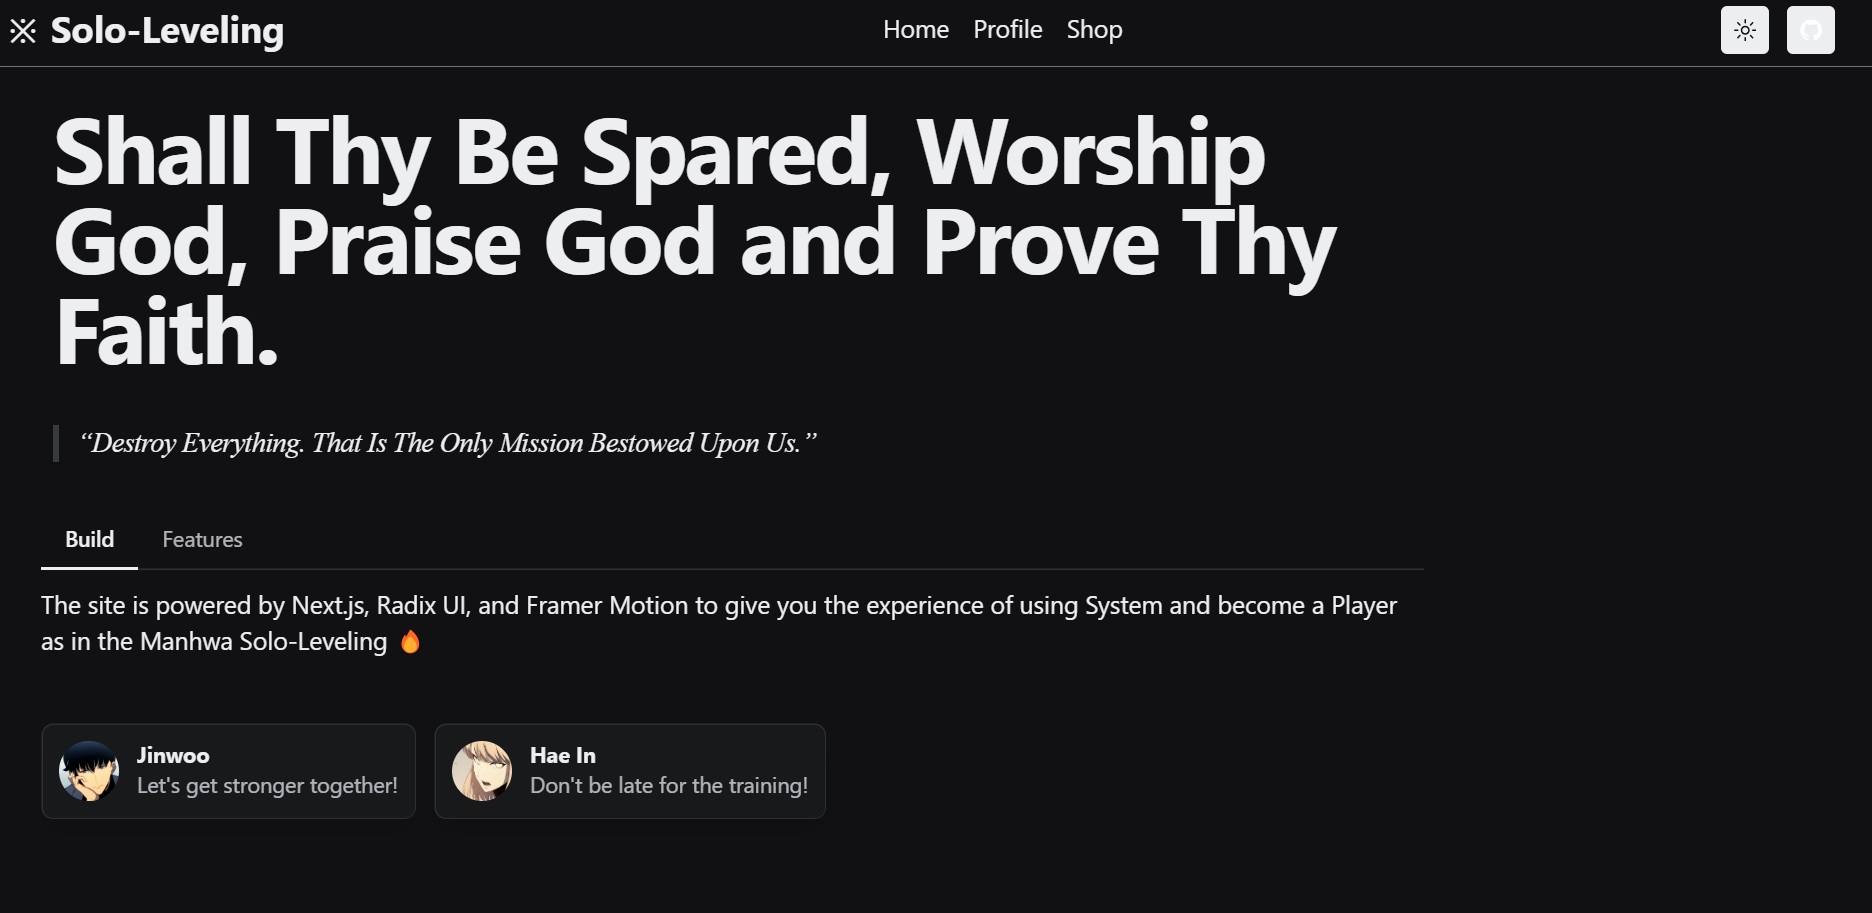 ※ Solo-Leveling
Home Profile Shop
Shall Thy Be Spared, Worship
God, Praise God and Prove Thy
Faith.
“Destroy Everything. That Is The Only Mission Bestowed Upon Us.”
Build Features
The site is powered by Next.js, Radix UI, and Framer Motion to give you the experience of using System and become a Player
as in the Manhwa Solo-Leveling 🔥
Jinwoo
Let's get stronger together!
Hae In
Don't be late for the training!